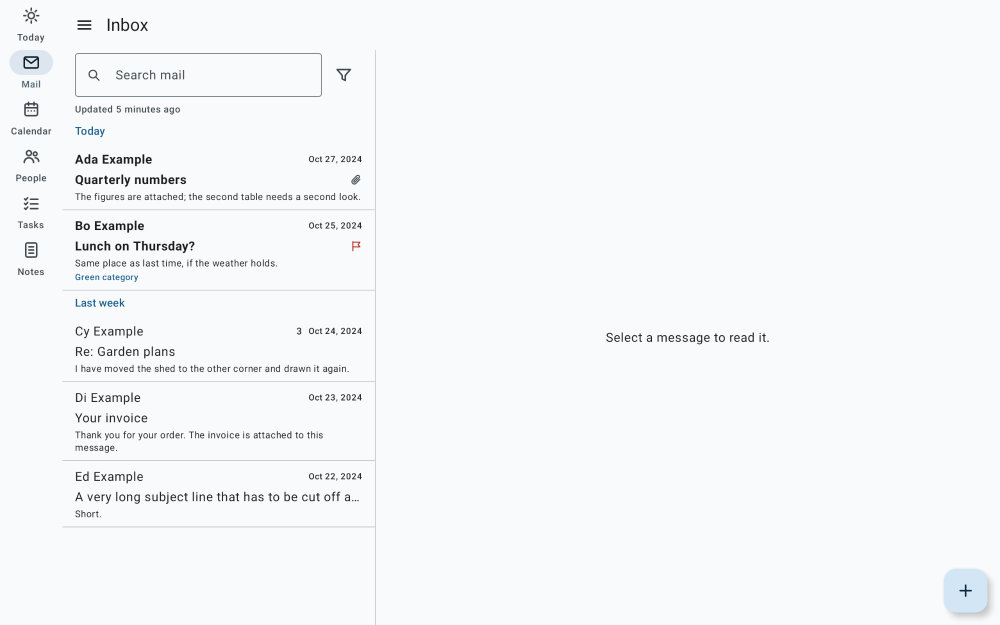 Today
Mail
Calendar
People
Tasks
Notes
Inbox
Search mail
Updated 5 minutes ago
Today
Ada Example Oct 27, 2024
Quarterly numbers
The figures are attached; the second table needs a second look.
Bo Example Oct 25, 2024
Lunch on Thursday?
Same place as last time, if the weather holds.
Green category
Last week
Cy Example 3 Oct 24, 2024
Re: Garden plans
I have moved the shed to the other corner and drawn it again.
Di Example Oct 23, 2024
Your invoice
Thank you for your order. The invoice is attached to this
message.
Ed Example Oct 22, 2024
A very long subject line that has to be cut off a…
Short.
Select a message to read it.